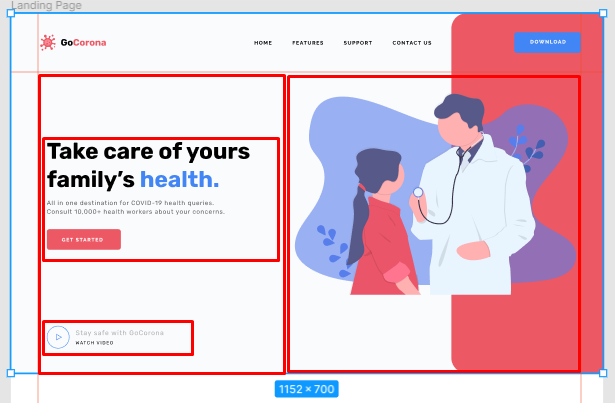 Landing Page
GoCorona
HOME FEATURES SUPPORT CONTACT US
DOWNLOAD
Take care of yours
family's health.
All in one destination for COVID-19 health queries.
Consult 10,000+ health workers about your concerns.
GET STARTED
Stay safe with GoCorona
WATCH VIDEO
1152 × 700